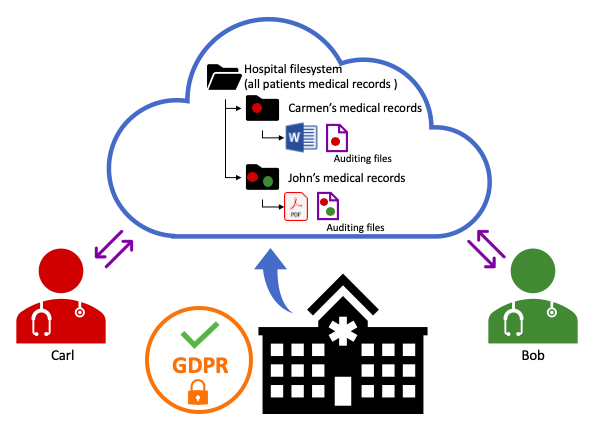 Hospital filesystem
(all patients medical records )
Carmen's medical records
W
Auditing files
John's medical records
PDF
Auditing files
Carl
GDPR
Bob